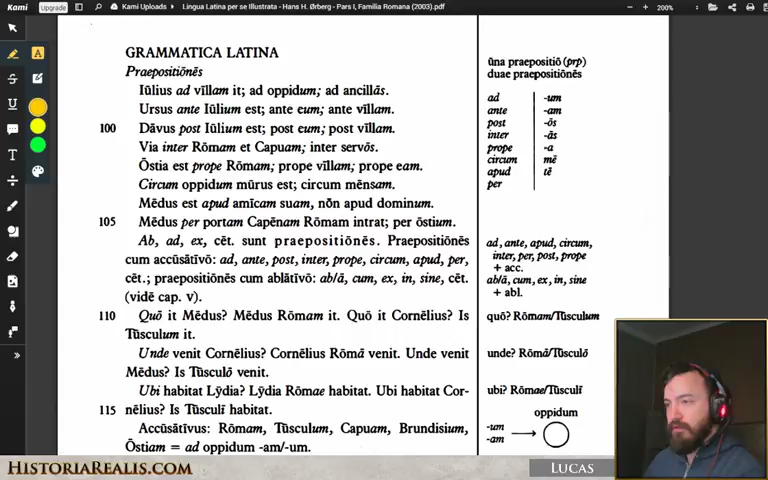 Kami
Upgrade
Kami Uploads > Lingua Latina per se Illustrata - Hans H. Ørberg - Pars I, Familia Romana (2003).pdf
200%
GRAMMATICA LATINA
Praepositiōnēs
Iūlius ad vīllam it; ad oppidum; ad ancillās.
Ursus ante Iūlium est; ante eum; ante vīllam.
100 Dāvus post Iūlium est; post eum; post vīllam.
Via inter Rōmam et Capuam; inter servōs.
Ōstia est prope Rōmam; prope vīllam; prope eam.
Circum oppidum mūrus est; circum mēnsam.
Mēdus est apud amīcam suam, nōn apud dominum.
105 Mēdus per portam Capēnam Rōmam intrat; per ōstium.
Ab, ad, ex, cēt. sunt praepositiōnēs. Praepositiōnēs
cum accūsātīvō: ad, ante, post, inter, prope, circum, apud, per,
cēt.; praepositiōnēs cum ablātīvō: ab/ā, cum, ex, in, sine, cēt.
(vidē cap. V).
110 Quō it Mēdus? Mēdus Rōmam it. Quō it Cornēlius? Is
Tūsculum it.
Unde venit Cornēlius? Cornēlius Rōmā venit. Unde venit
Mēdus? Is Tūsculō venit.
Ubi habitat Lȳdia? Lȳdia Rōmae habitat. Ubi habitat Cor-
115 nēlius? Is Tūsculī habitat.
Accūsātīvus: Rōmam, Tūsculum, Capuam, Brundisium,
Ōstiam = ad oppidum -am/-um.
ūna praepositiō (prp)
duae praepositiōnēs
ad -um
ante -am
post -ōs
inter -ās
prope -a
circum mē
apud tē
per
ad, ante, apud, circum,
inter, per, post, prope
+ acc.
ab/ā, cum, ex, in, sine
+ abl.
quō? Rōmam/Tūsculum
unde? Rōmā/Tūsculō
ubi? Rōmae/Tūsculī
oppidum
-um
-am
HISTORIAREALIS.COM
LUCAS